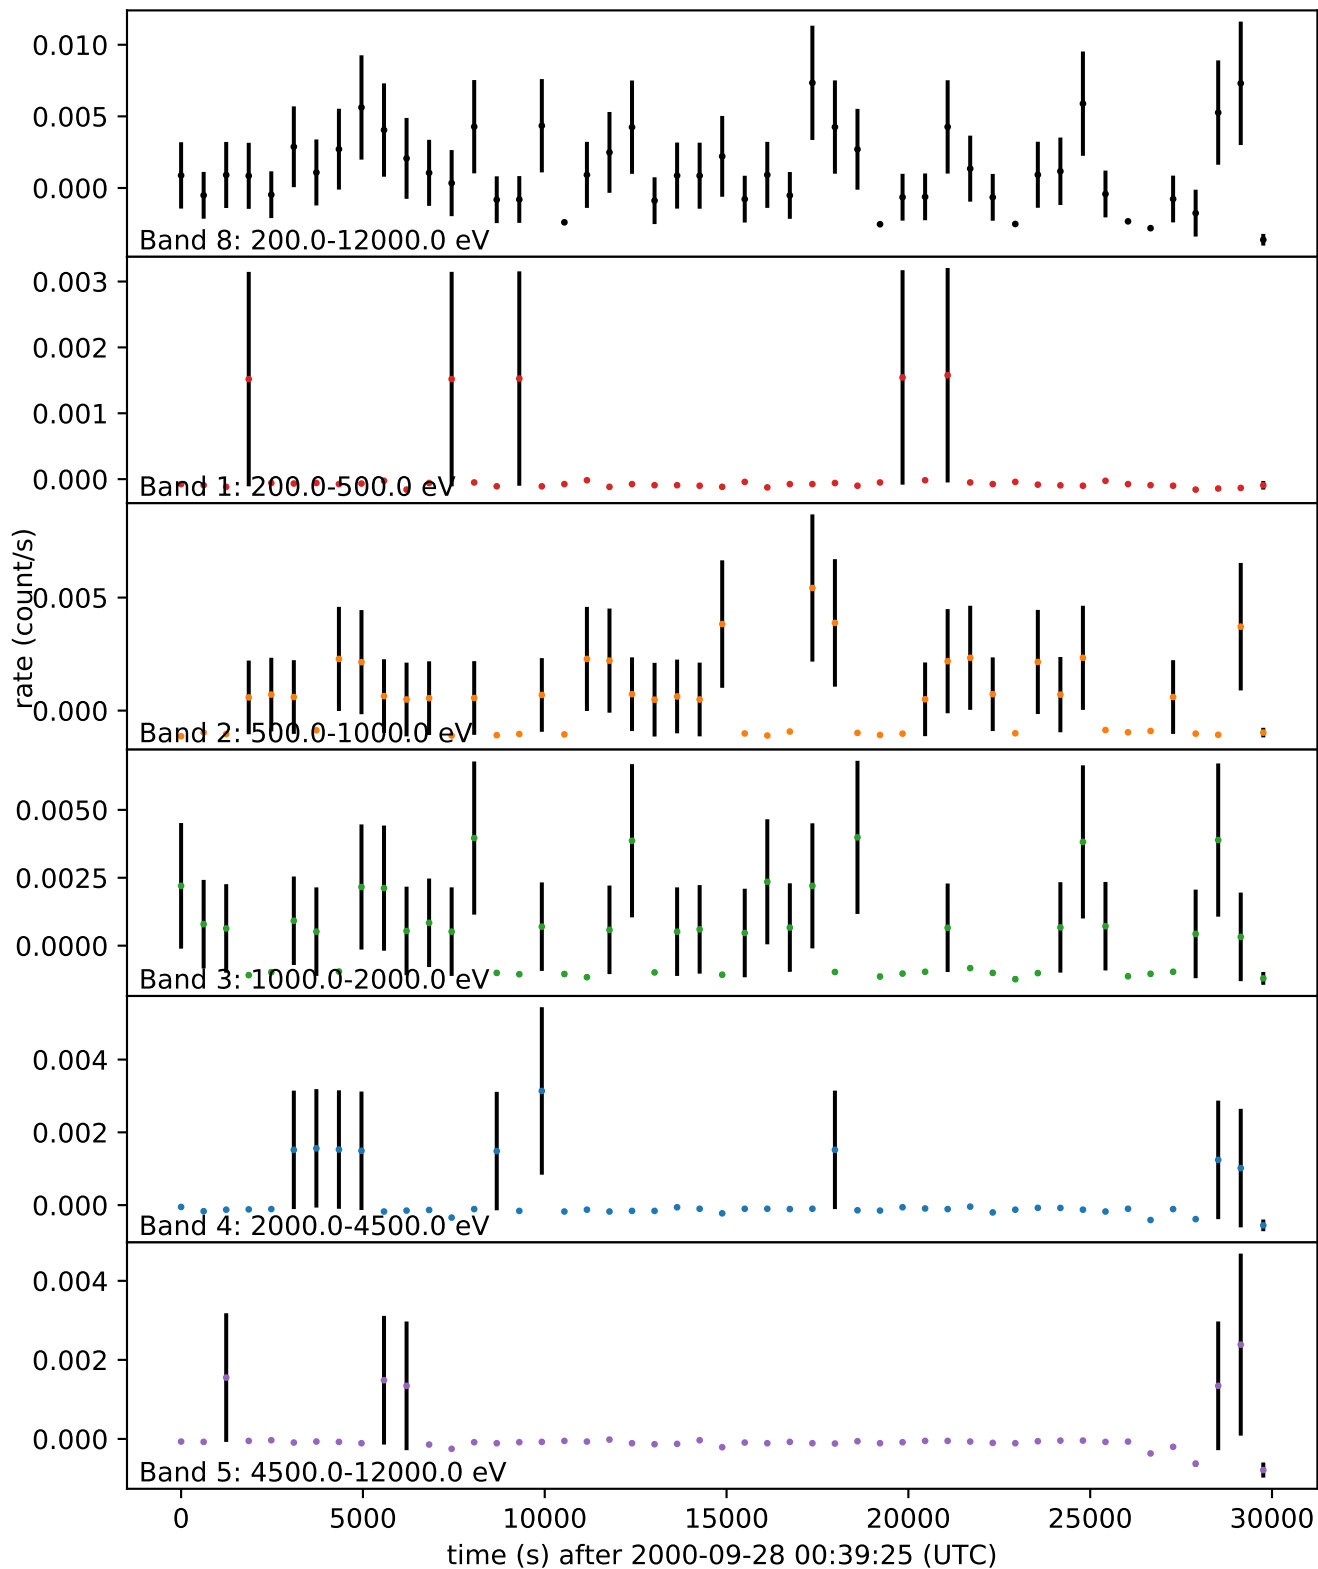 0.010
0.005
0.000
Band 8: 200.0-12000.0 eV
0.003
0.002
0.001
0.000
Band 1: 200.0-500.0 eV
rate (count/s)
0.005
0.000
Band 2: 500.0-1000.0 eV
0.0050
0.0025
0.0000
Band 3: 1000.0-2000.0 eV
0.004
0.002
0.000
Band 4: 2000.0-4500.0 eV
0.004
0.002
0.000
Band 5: 4500.0-12000.0 eV
0 5000 10000 15000 20000 25000 30000
time (s) after 2000-09-28 00:39:25 (UTC)